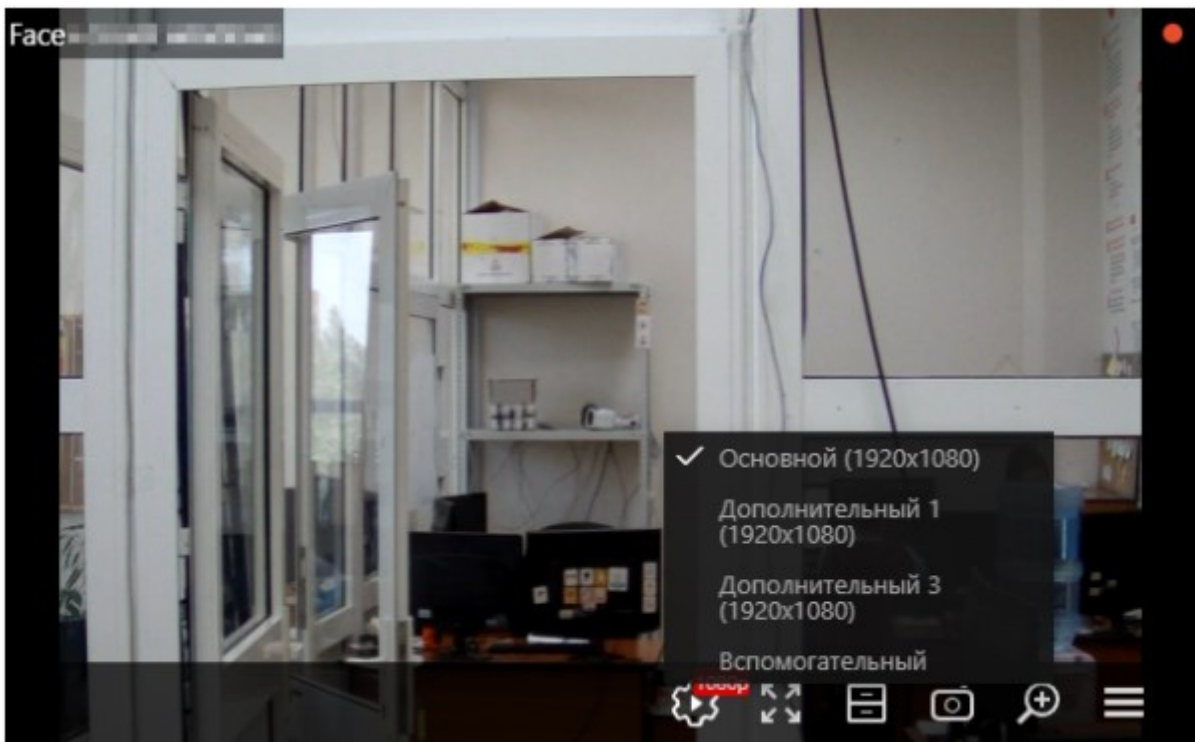 Face
Основной (1920x1080)
Дополнительный 1
(1920x1080)
Дополнительный 3
(1920x1080)
Вспомогательный
1080p